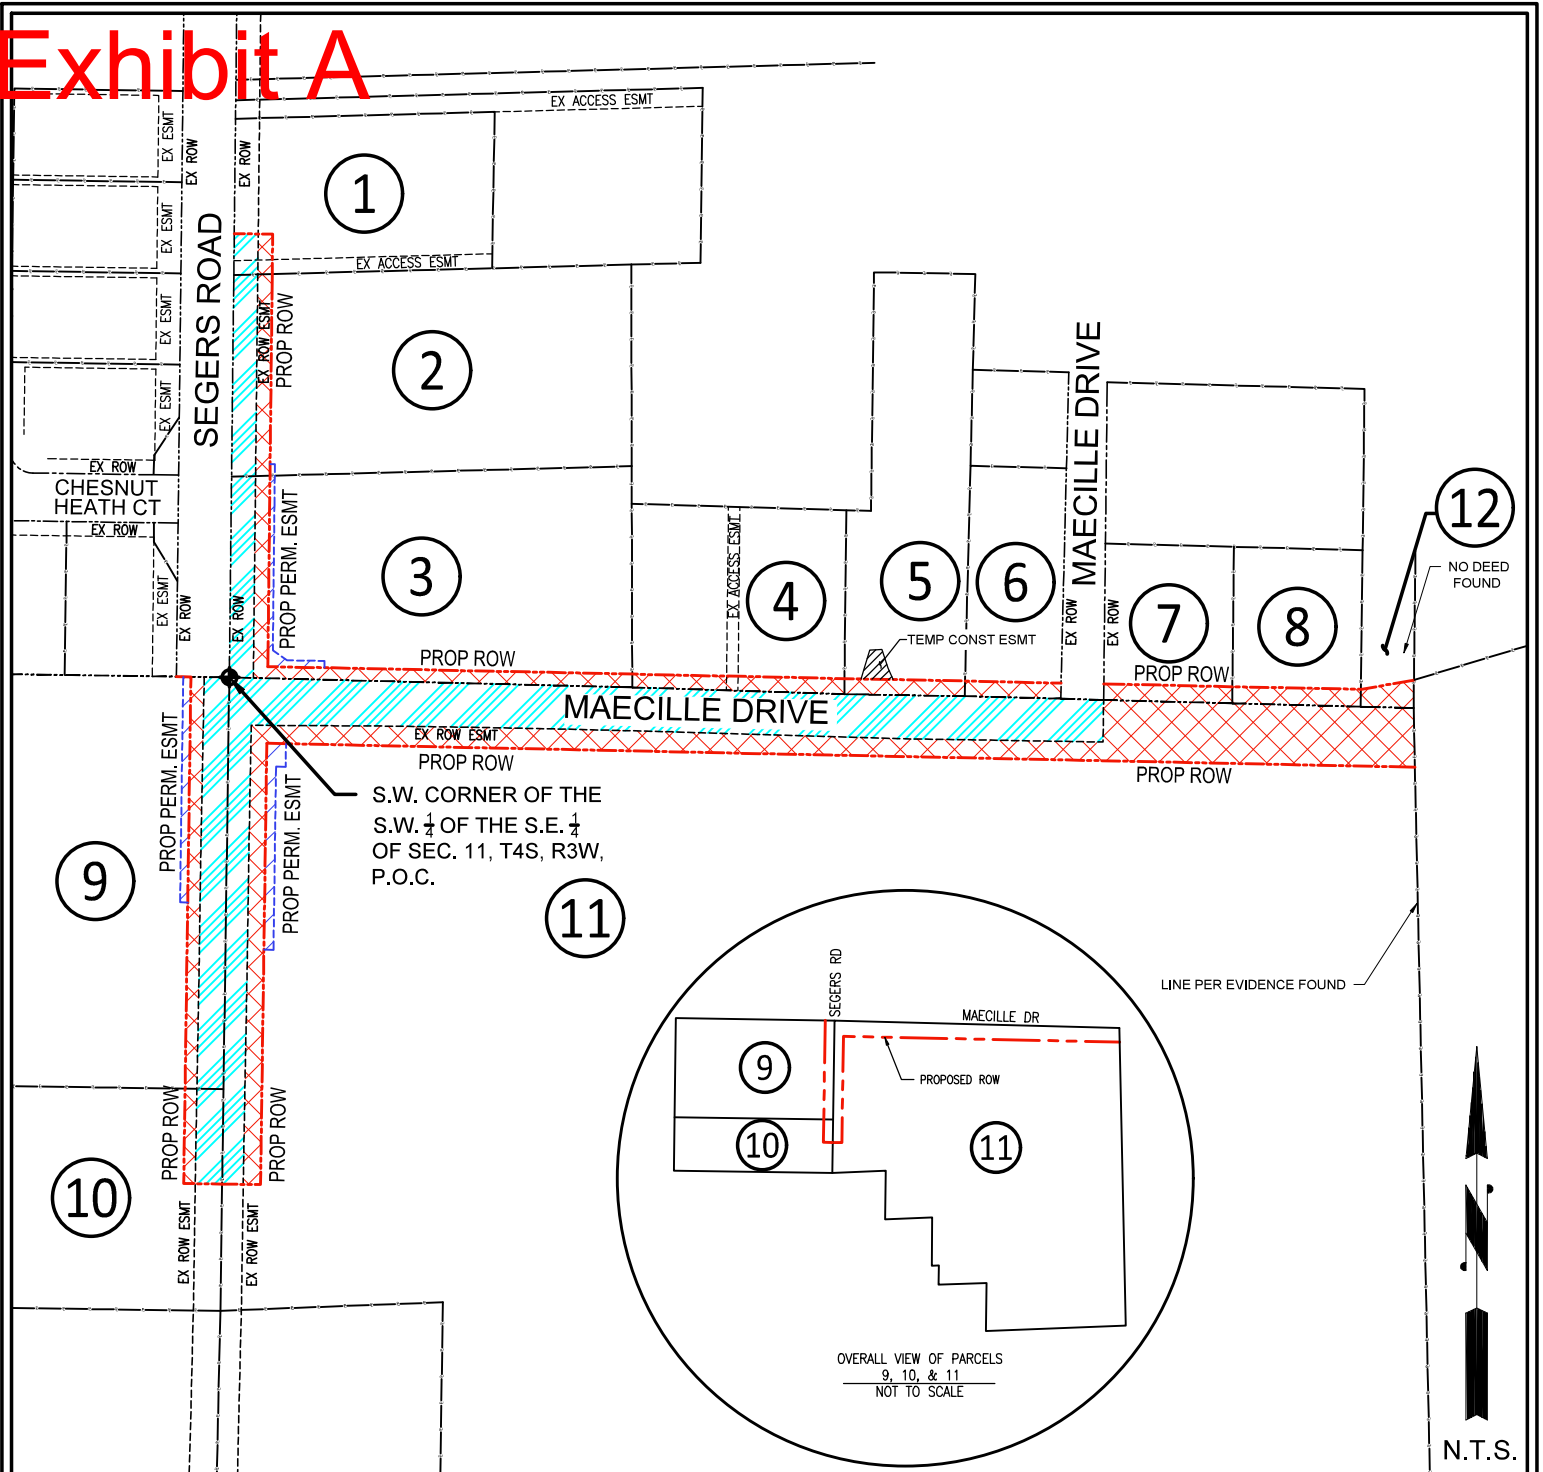 Exhibit A
EX ACCESS ESMT
EX ESMT
EX ROW
EX ROW
1
EX ESMT
SEGERS ROAD
EX ACCESS ESMT
EX ESMT
EX ROW ESMT
PROP ROW
2
MAECILLE DRIVE
EX ESMT
EX ROW
CHESNUT
HEATH CT
EX ROW
PROP PERM. ESMT
12
NO DEED
FOUND
3
EX ACCESS ESMT
4
5
6
7
8
EX ESMT
EX ROW
EX ROW
EX ROW
EX ROW
TEMP CONST ESMT
PROP ROW
PROP ROW
MAECILLE DRIVE
EX ROW ESMT
PROP ROW
PROP ROW
PROP PERM. ESMT
PROP PERM. ESMT
S.W. CORNER OF THE
S.W. 1/4 OF THE S.E. 1/4
OF SEC. 11, T4S, R3W,
P.O.C.
9
11
LINE PER EVIDENCE FOUND
SEGERS RD
MAECILLE DR
9
PROPOSED ROW
10
11
PROP ROW
PROP ROW
10
EX ROW ESMT
EX ROW ESMT
OVERALL VIEW OF PARCELS
9, 10, & 11
NOT TO SCALE
N
N.T.S.